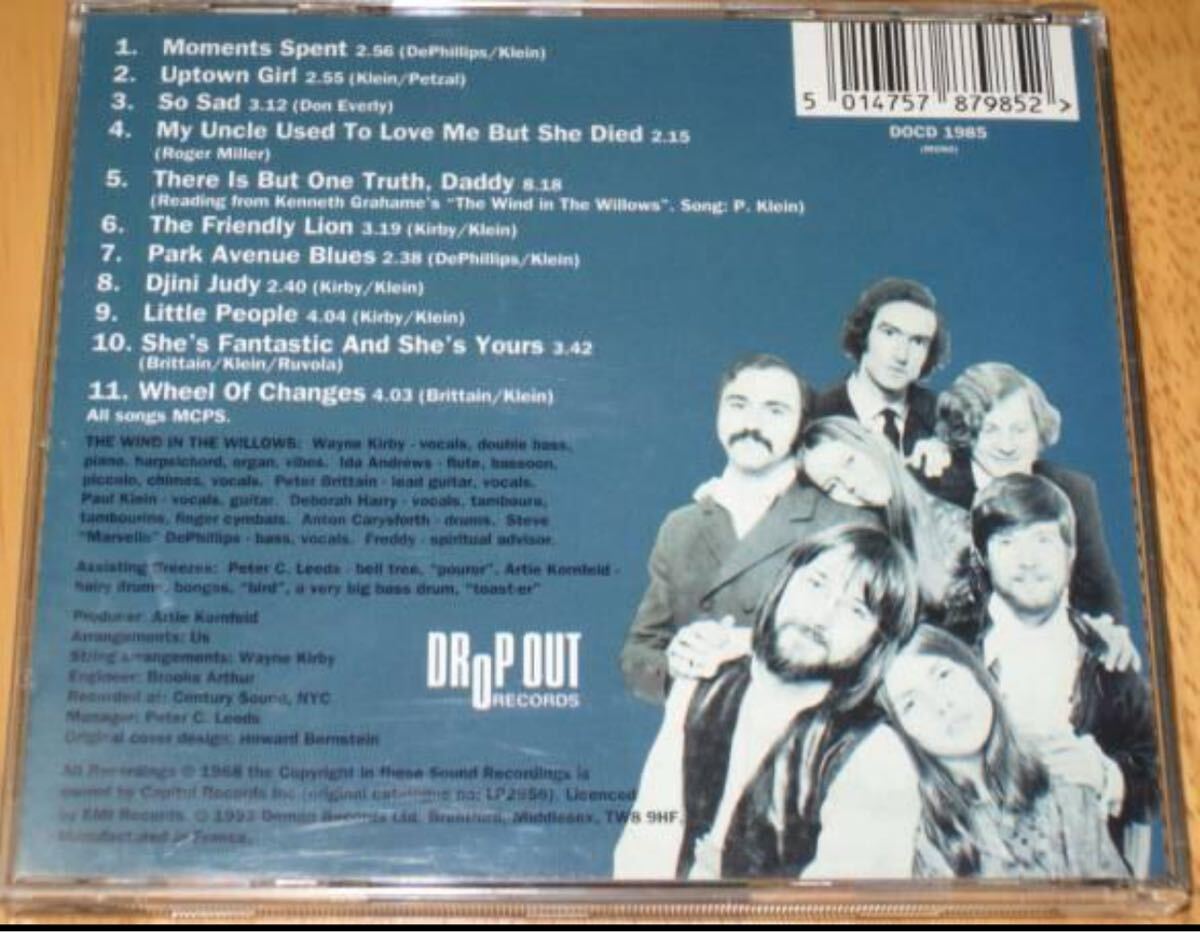 1. Moments Spent 2.56 (DePhillips/Klein)
2. Uptown Girl 2.55 (Klein/Petzal)
3. So Sad 3.12 (Don Everly)
4. My Uncle Used To Love Me But She Died 2.15
(Roger Miller)
5. There Is But One Truth, Daddy 8.18
(Reading from Kenneth Grahame's "The Wind in The Willows". Song: P. Klein)
6. The Friendly Lion 3.19 (Kirby/Klein)
7. Park Avenue Blues 2.38 (DePhillips/Klein)
8. Djini Judy 2.40 (Kirby/Klein)
9. Little People 4.04 (Kirby/Klein)
10. She's Fantastic And She's Yours 3.42
(Brittain/Klein/Ruvola)
11. Wheel Of Changes 4.03 (Brittain/Klein)
All songs MCPS.
5 014757 879852 >
DOCD 1985
(MONO)
THE WIND IN THE WILLOWS: Wayne Kirby - vocals, double bass,
piano, harpsichord, organ, vibes. Ida Andrews - flute, bassoon,
piccolo, chimes, vocals. Peter Brittain - lead guitar, vocals.
Paul Klein - vocals, guitar. Deborah Harry - vocals, tamboura,
tambourine, finger cymbals. Anton Carysforth - drums. Steve
"Marvello" DePhillips - bass, vocals. Freddy - spiritual advisor.
Assisting Breezes: Peter C. Leeds - bell tree, "pouror". Artie Kornfeld -
hairy drum, bongos, "bird", a very big bass drum, "toast-er"
Producer: Artie Kornfeld
Arrangements: Us
String arrangements: Wayne Kirby
Engineer: Brooks Arthur
Recorded at: Century Sound, NYC
Manager: Peter C. Leeds
Original cover design: Howard Bernstein
DROP OUT
RECORDS
All Recordings ℗ 1968 the Copyright in these Sound Recordings is
owned by Capitol Records Inc (original catalogue no: LP2956). Licenced
by EMI Records. © 1993 Demon Records Ltd. Brentford, Middlesex, TW8 9HF.
Manufactured in France.